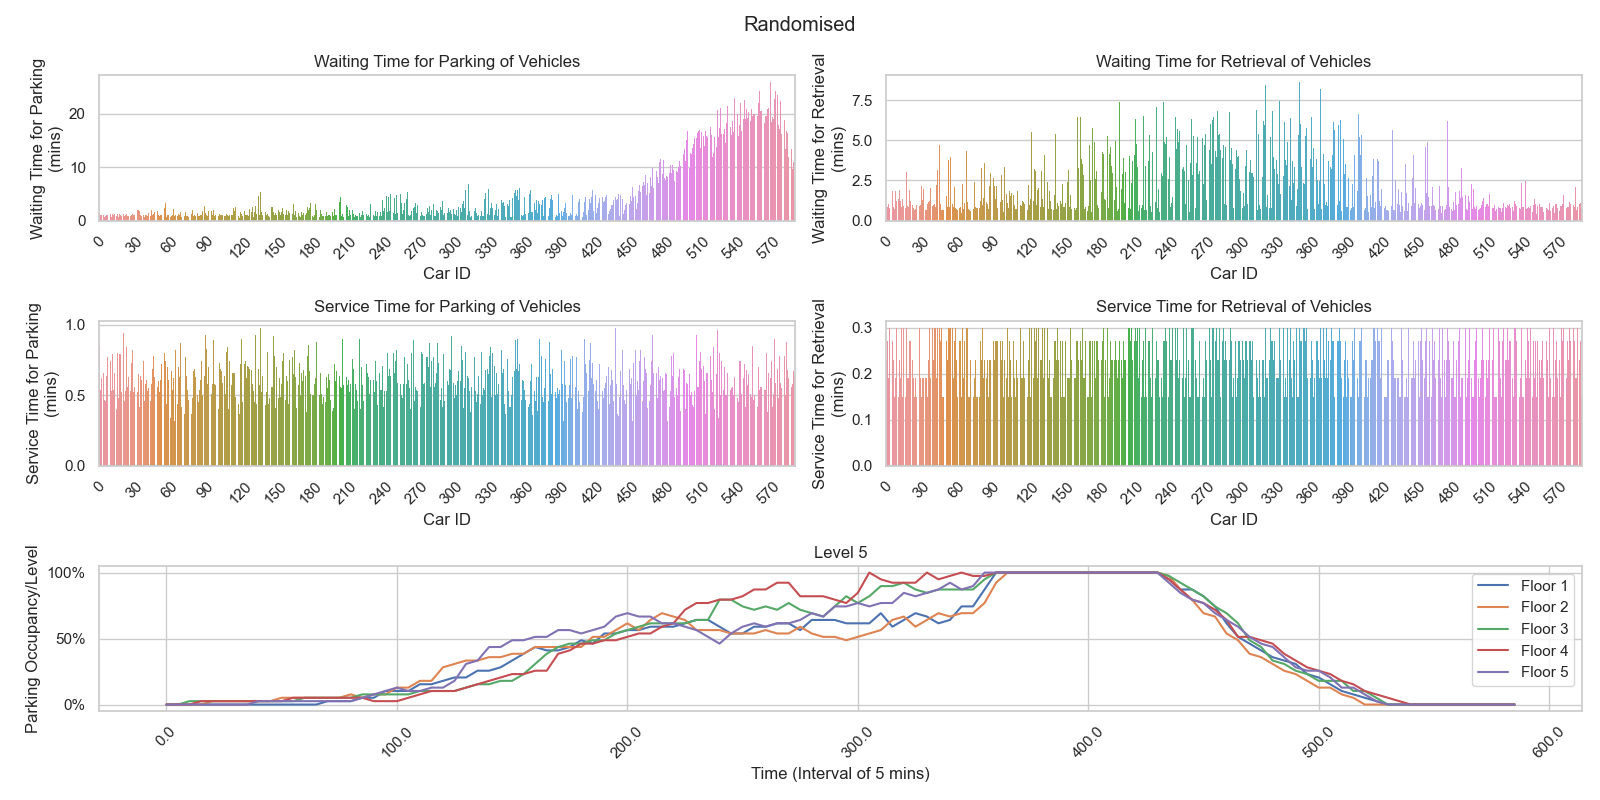 Randomised
Waiting Time for Parking of Vehicles
Waiting Time for Parking
(mins)
20
10
0
0 30 60 90 120 150 180 210 240 270 300 330 360 390 420 450 480 510 540 570
Car ID
Waiting Time for Retrieval of Vehicles
Waiting Time for Retrieval
(mins)
7.5
5.0
2.5
0.0
0 30 60 90 120 150 180 210 240 270 300 330 360 390 420 450 480 510 540 570
Car ID
Service Time for Parking of Vehicles
Service Time for Parking
(mins)
1.0
0.5
0.0
0 30 60 90 120 150 180 210 240 270 300 330 360 390 420 450 480 510 540 570
Car ID
Service Time for Retrieval of Vehicles
Service Time for Retrieval
(mins)
0.3
0.2
0.1
0.0
0 30 60 90 120 150 180 210 240 270 300 330 360 390 420 450 480 510 540 570
Car ID
Level 5
Parking Occupancy/Level
100%
50%
0%
Floor 1
Floor 2
Floor 3
Floor 4
Floor 5
0.0 100.0 200.0 300.0 400.0 500.0 600.0
Time (Interval of 5 mins)